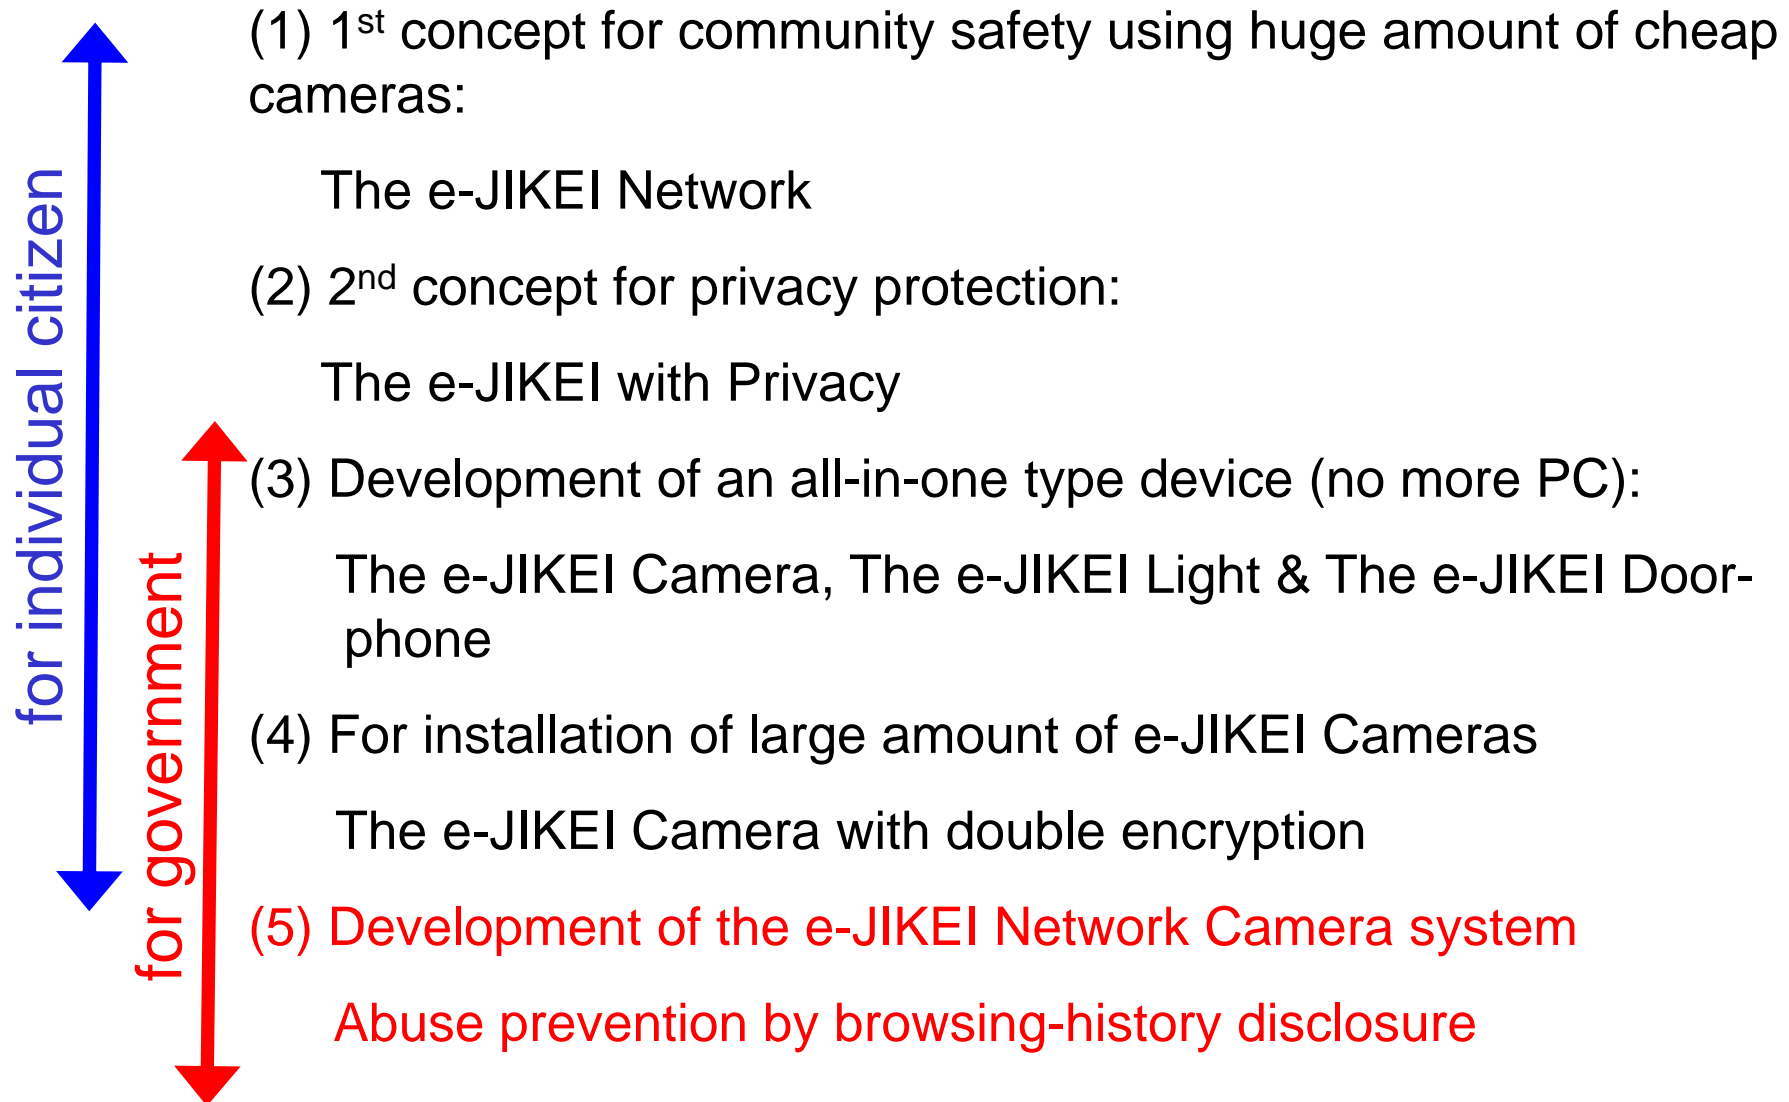 (1) 1st concept for community safety using huge amount of cheap
cameras:
The e-JIKEI Network
(2) 2nd concept for privacy protection:
The e-JIKEI with Privacy
(3) Development of an all-in-one type device (no more PC):
The e-JIKEI Camera, The e-JIKEI Light & The e-JIKEI Door-
phone
(4) For installation of large amount of e-JIKEI Cameras
The e-JIKEI Camera with double encryption
(5) Development of the e-JIKEI Network Camera system
Abuse prevention by browsing-history disclosure
for individual citizen
for government